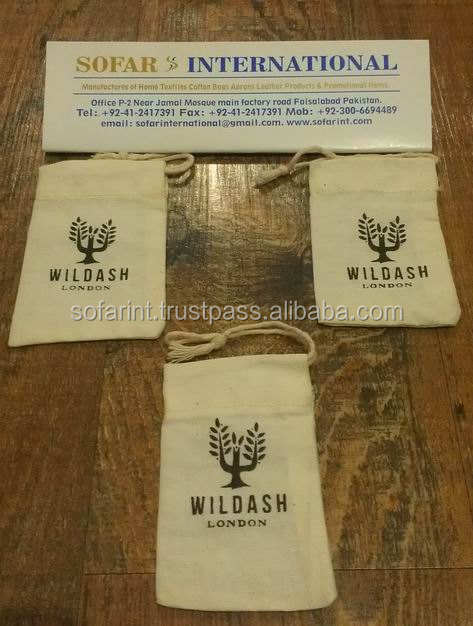 SOFAR INTERNATIONAL
Manufactures of Home Textiles Cotton Bags Aprons Leather Products & Promotional Items.
Office P-2 Near Jamai Mosque main factory road Faisalabad Pakistan.
Tel: +92-41-2417391 Fax: +92-41-2417391 Mob: +92-300-6694489
email: sofarinternational@gmail.com. www.sofarint.com
WILDASH
LONDON
WILDASH
LONDON
sofarint.trustpass.alibaba.com
WILDASH
LONDON